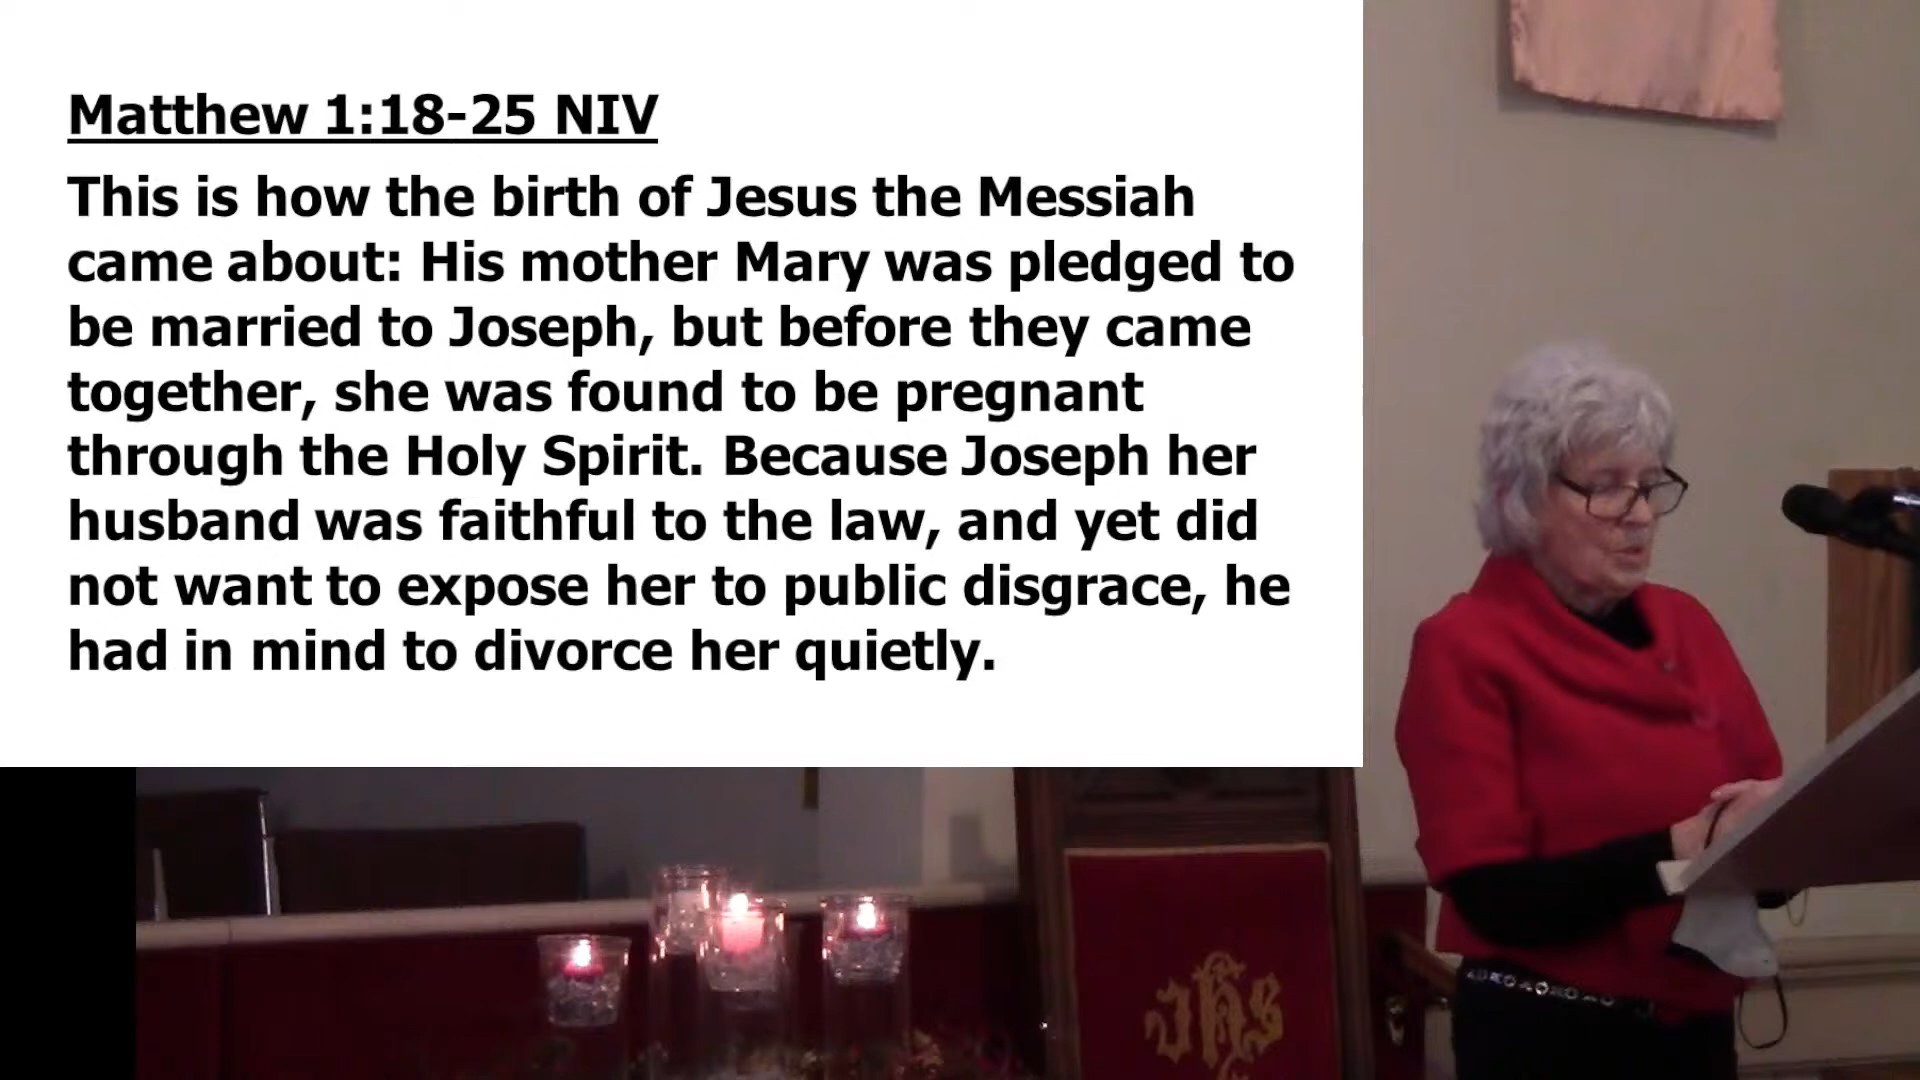 Matthew 1:18-25 NIV
This is how the birth of Jesus the Messiah
came about: His mother Mary was pledged to
be married to Joseph, but before they came
together, she was found to be pregnant
through the Holy Spirit. Because Joseph her
husband was faithful to the law, and yet did
not want to expose her to public disgrace, he
had in mind to divorce her quietly.
jhs